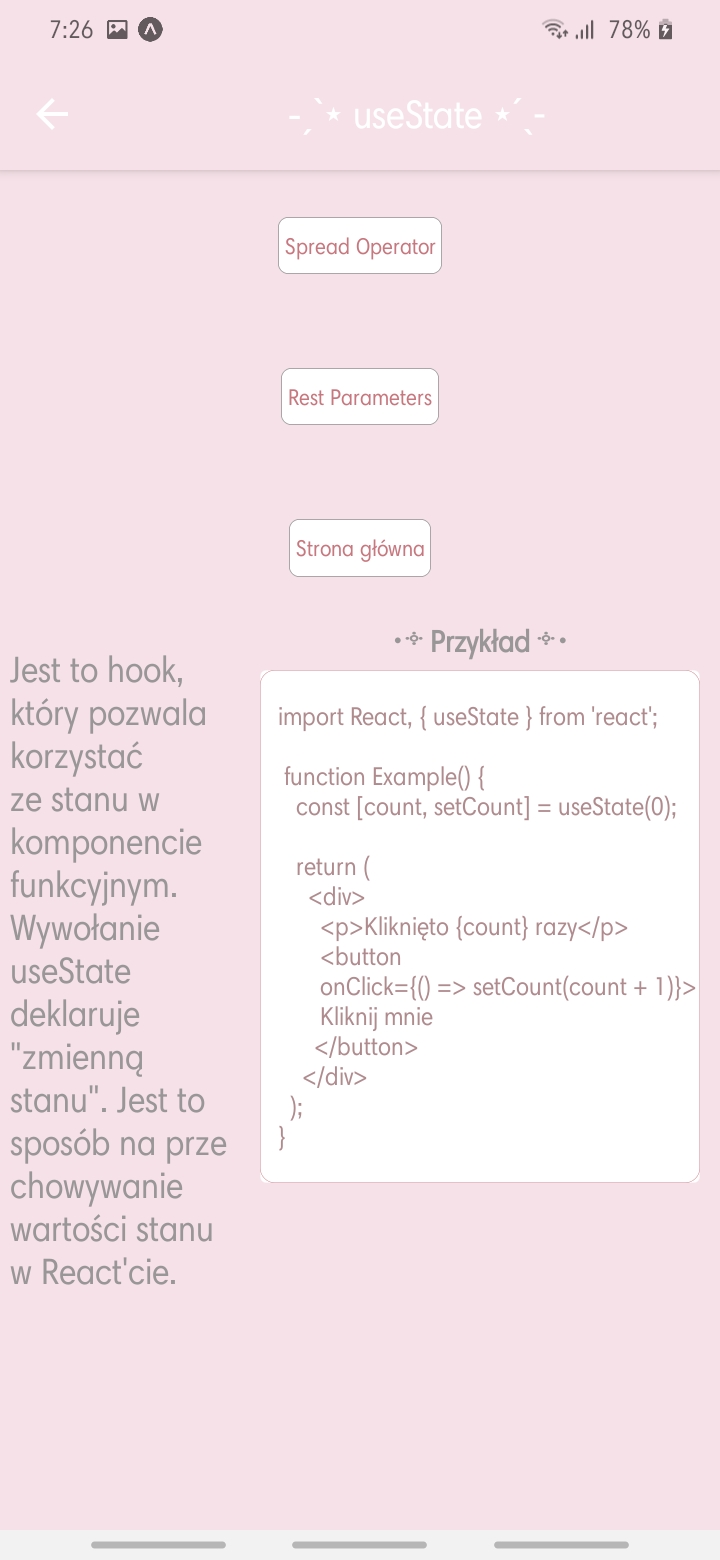 7:26 78%
-ˏˋ⋆ useState ⋆ˊˎ-
Spread Operator
Rest Parameters
Strona główna
Jest to hook,
który pozwala
korzystać
ze stanu w
komponencie
funkcyjnym.
Wywołanie
useState
deklaruje
"zmienną
stanu". Jest to
sposób na prze
chowywanie
wartości stanu
w React'cie.
•༶ Przykład ༶•
import React, { useState } from 'react';
function Example() {
const [count, setCount] = useState(0);
return (
<div>
<p>Kliknięto {count} razy</p>
<button
onClick={() => setCount(count + 1)}>
Kliknij mnie
</button>
</div>
);
}